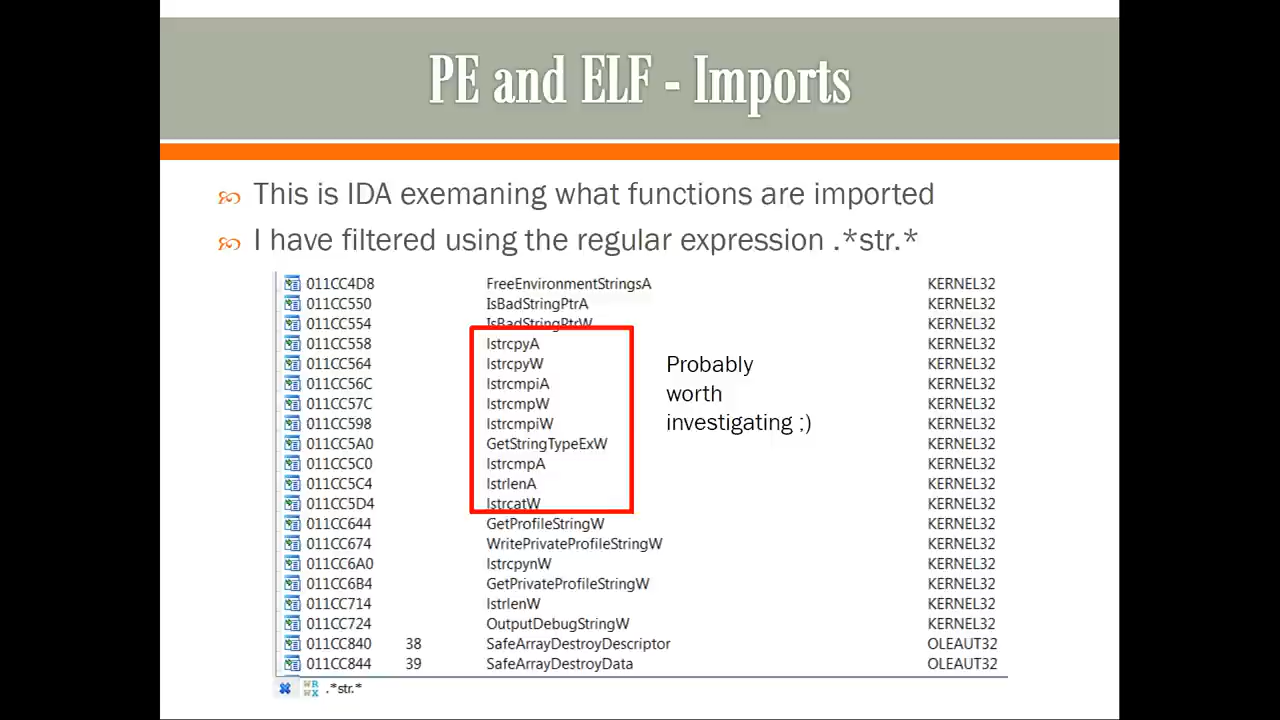 PE and ELF - Imports
This is IDA exemaning what functions are imported
I have filtered using the regular expression .*str.*
011CC4D8 FreeEnvironmentStringsA KERNEL32
011CC550 IsBadStringPtrA KERNEL32
011CC554 IsBadStringPtrW KERNEL32
011CC558 lstrcpyA KERNEL32
011CC564 lstrcpyW KERNEL32
011CC56C lstrcmpiA KERNEL32
011CC57C lstrcmpW KERNEL32
011CC598 lstrcmpiW KERNEL32
011CC5A0 GetStringTypeExW KERNEL32
011CC5C0 lstrcmpA KERNEL32
011CC5C4 lstrlenA KERNEL32
011CC5D4 lstrcatW KERNEL32
011CC644 GetProfileStringW KERNEL32
011CC674 WritePrivateProfileStringW KERNEL32
011CC6A0 lstrcpynW KERNEL32
011CC6B4 GetPrivateProfileStringW KERNEL32
011CC714 lstrlenW KERNEL32
011CC724 OutputDebugStringW KERNEL32
011CC840 38 SafeArrayDestroyDescriptor OLEAUT32
011CC844 39 SafeArrayDestroyData OLEAUT32
Probably
worth
investigating ;)
.*str.*